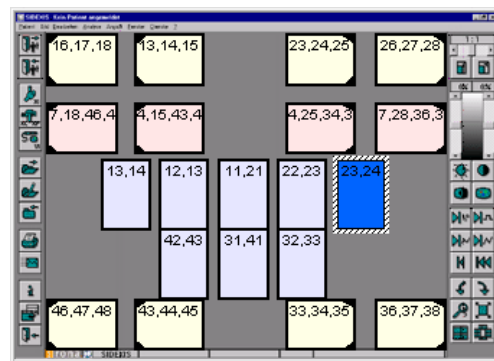 SIDEXIS - Kein Patient angemeldet
16,17,18 13,14,15 23,24,25 26,27,28
7,18,46,4 4,15,43,4 4,25,34,3 7,28,36,3
13,14 12,13 11,21 22,23 23,24
42,43 31,41 32,33
46,47,48 43,44,45 33,34,35 36,37,38
SIDEXIS